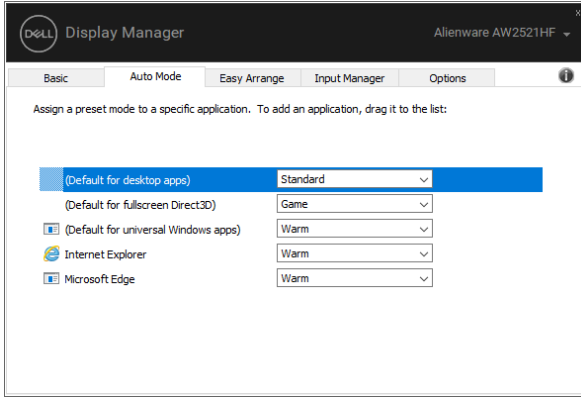 DELL Display Manager Alienware AW2521HF
Basic Auto Mode Easy Arrange Input Manager Options
Assign a preset mode to a specific application. To add an application, drag it to the list:
(Default for desktop apps) Standard
(Default for fullscreen Direct3D) Game
(Default for universal Windows apps) Warm
Internet Explorer Warm
Microsoft Edge Warm